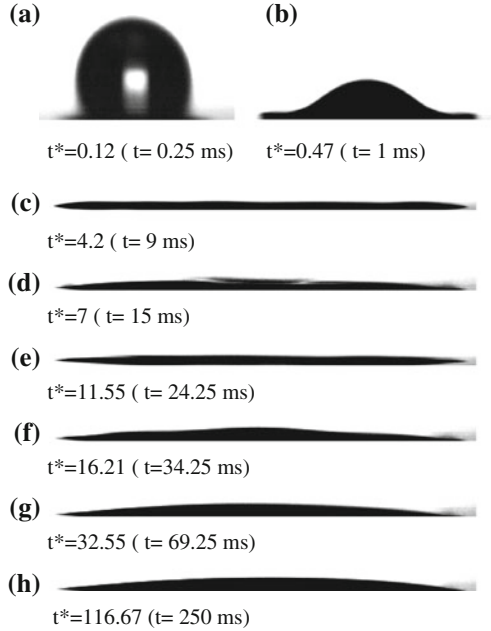 (a) (b)
t*=0.12 ( t= 0.25 ms) t*=0.47 ( t= 1 ms)
(c)
t*=4.2 ( t= 9 ms)
(d)
t*=7 ( t= 15 ms)
(e)
t*=11.55 ( t= 24.25 ms)
(f)
t*=16.21 ( t=34.25 ms)
(g)
t*=32.55 ( t= 69.25 ms)
(h)
t*=116.67 (t= 250 ms)